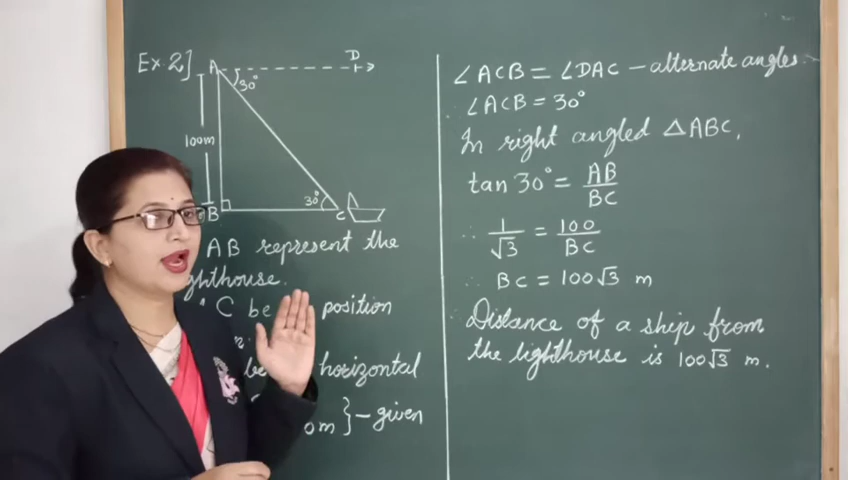 Ex. 2]
A
D
30°
100m
B
30°
C
AB represent the
ghthouse.
C be position
be horizontal
om } - given
∠ACB = ∠DAC - alternate angles
∴ ∠ACB = 30°
In right angled △ABC,
tan 30° = AB/BC
∴ 1/√3 = 100/BC
∴ BC = 100√3 m
∴ Distance of a ship from
the lighthouse is 100√3 m.